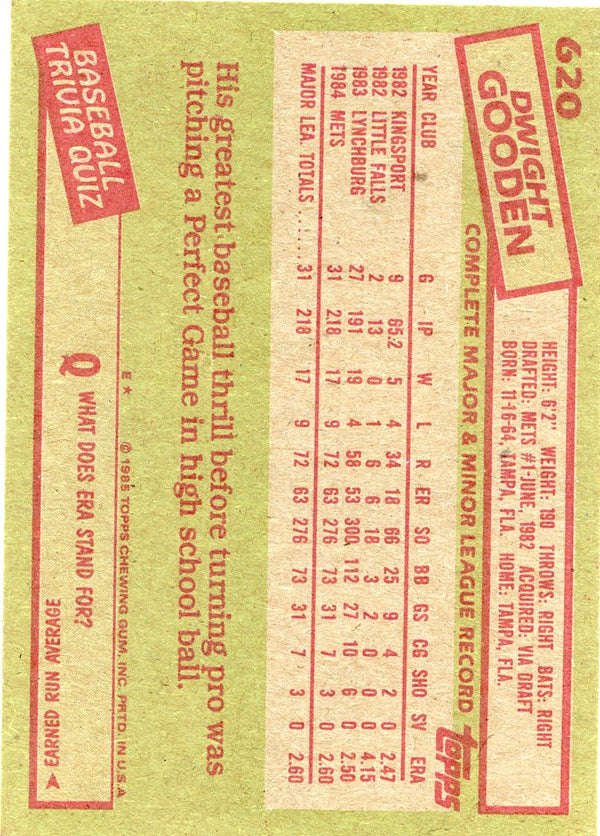 620
DWIGHT
GOODEN
HEIGHT: 6'2" WEIGHT: 190 THROWS: RIGHT BATS: RIGHT
DRAFTED: METS #1-JUNE, 1982 ACQUIRED: VIA DRAFT
BORN: 11-16-64, TAMPA, FLA. HOME: TAMPA, FLA.
COMPLETE MAJOR & MINOR LEAGUE RECORD
topps
YEAR CLUB G IP W L R ER SO BB GS CG SHO SV ERA
1982 KINGSPORT 9 65.2 5 4 34 18 66 25 9 4 2 0 2.47
1982 LITTLE FALLS 2 13 0 1 6 6 18 3 2 0 0 0 4.15
1983 LYNCHBURG 27 191 19 4 58 53 300 112 27 10 6 0 2.50
1984 METS 31 218 17 9 72 63 276 73 31 7 3 0 2.60
MAJOR LEA. TOTALS ...... 31 218 17 9 72 63 276 73 31 7 3 0 2.60
His greatest baseball thrill before turning pro was
pitching a Perfect Game in high school ball.
E* © 1985 TOPPS CHEWING GUM, INC. PRTD. IN U.S.A
BASEBALL
TRIVIA QUIZ
Q WHAT DOES ERA STAND FOR?
EARNED RUN AVERAGE